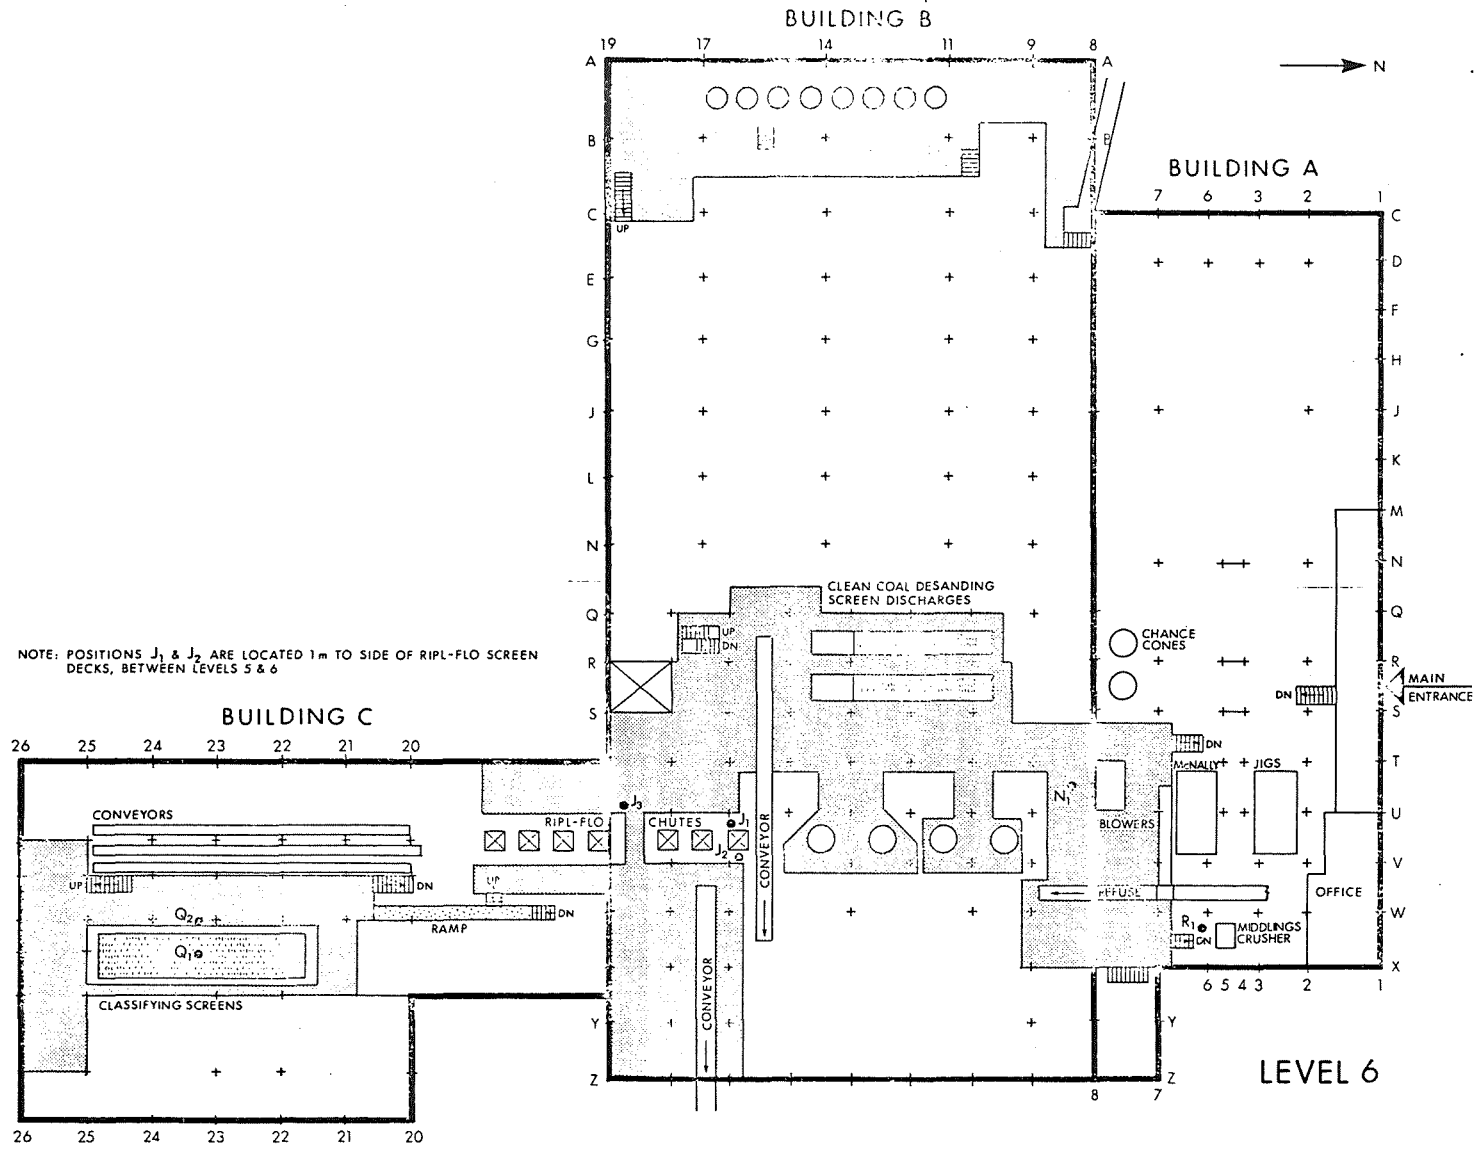 BUILDING B
19 17 14 11 9 8
A A
N
B B
BUILDING A
7 6 3 2 1
C C
UP
D
E
F
G
H
J J
K
L
M
N N
CLEAN COAL DESANDING
SCREEN DISCHARGES
Q Q
UP
DN
CHANCE
CONES
NOTE: POSITIONS J1 & J2 ARE LOCATED 1m TO SIDE OF RIPL-FLO SCREEN
DECKS, BETWEEN LEVELS 5 & 6
R R
MAIN
ENTRANCE
DN
S S
BUILDING C
26 25 24 23 22 21 20
DN
T
McNALLY JIGS
N1
J3
CONVEYORS
RIPL-FLO CHUTES J1
J2
CONVEYOR
BLOWERS
U
V
UP DN
UP
REFUSE
OFFICE
Q2
DN
RAMP
W
R1
DN
MIDDLINGS
CRUSHER
Q1
CONVEYOR
X
CLASSIFYING SCREENS
6 5 4 3 2 1
Y Y
Z Z
LEVEL 6
8 7
26 25 24 23 22 21 20